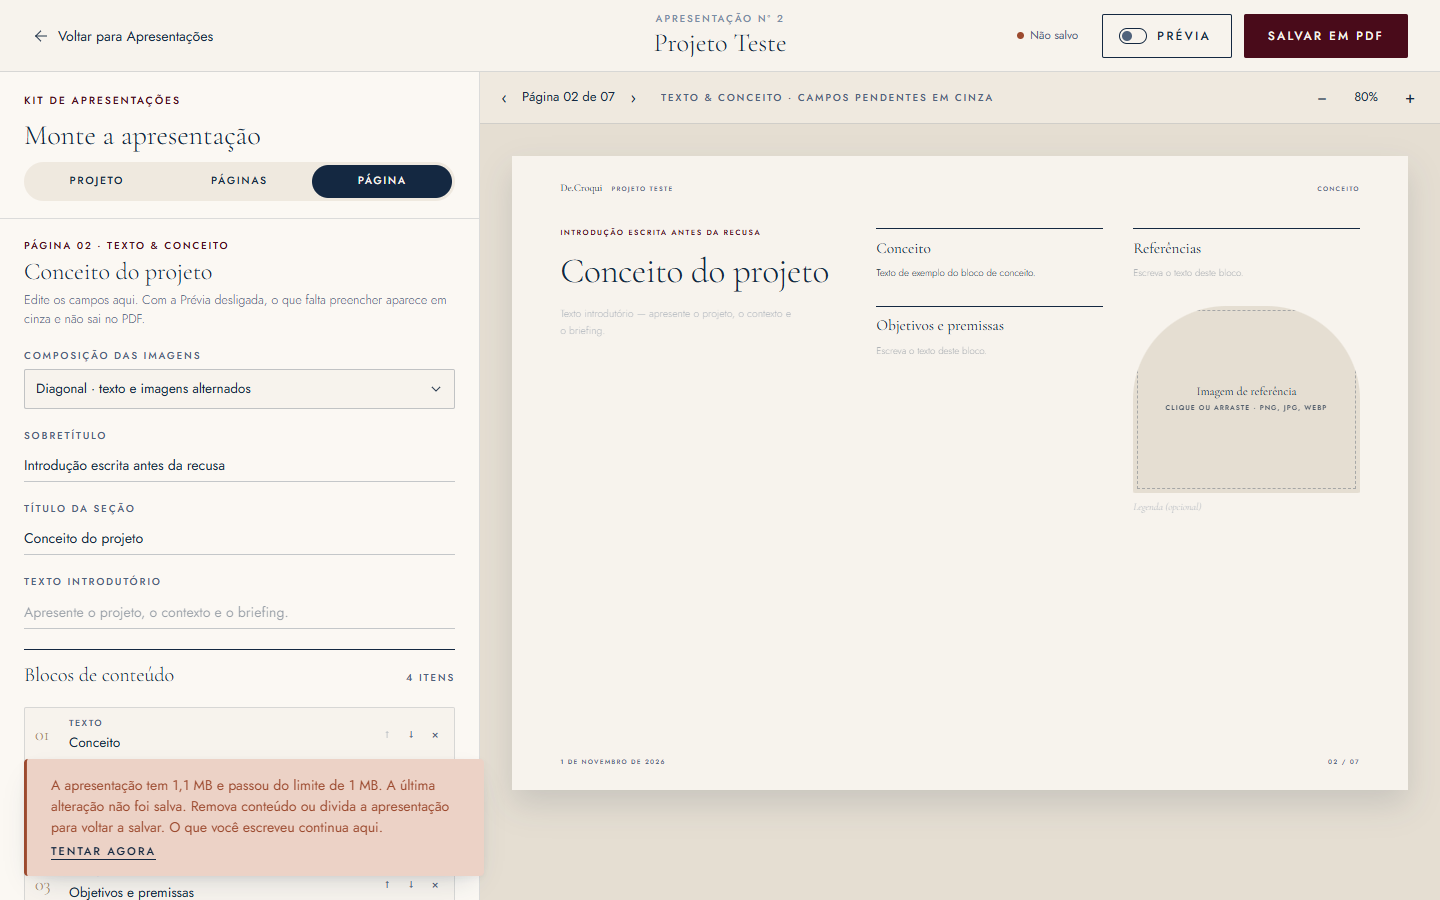 Voltar para Apresentações
APRESENTAÇÃO Nº 2
Projeto Teste
Não salvo
PRÉVIA
SALVAR EM PDF
KIT DE APRESENTAÇÕES
Monte a apresentação
PROJETO
PÁGINAS
PÁGINA
PÁGINA 02 · TEXTO & CONCEITO
Conceito do projeto
Edite os campos aqui. Com a Prévia desligada, o que falta preencher aparece em
cinza e não sai no PDF.
COMPOSIÇÃO DAS IMAGENS
Diagonal · texto e imagens alternados
SOBRETÍTULO
Introdução escrita antes da recusa
TÍTULO DA SEÇÃO
Conceito do projeto
TEXTO INTRODUTÓRIO
Apresente o projeto, o contexto e o briefing.
Blocos de conteúdo
4 ITENS
01
TEXTO
Conceito
↑ ↓ ×
A apresentação tem 1,1 MB e passou do limite de 1 MB. A última
alteração não foi salva. Remova conteúdo ou divida a apresentação
para voltar a salvar. O que você escreveu continua aqui.
TENTAR AGORA
03
Objetivos e premissas
↑ ↓ ×
‹ Página 02 de 07 ›
TEXTO & CONCEITO · CAMPOS PENDENTES EM CINZA
− 80% +
De.Croqui PROJETO TESTE
CONCEITO
INTRODUÇÃO ESCRITA ANTES DA RECUSA
Conceito do projeto
Texto introdutório — apresente o projeto, o contexto e
o briefing.
Conceito
Texto de exemplo do bloco de conceito.
Objetivos e premissas
Escreva o texto deste bloco.
Referências
Escreva o texto deste bloco.
Imagem de referência
CLIQUE OU ARRASTE · PNG, JPG, WEBP
Legenda (opcional)
1 DE NOVEMBRO DE 2026
02 / 07